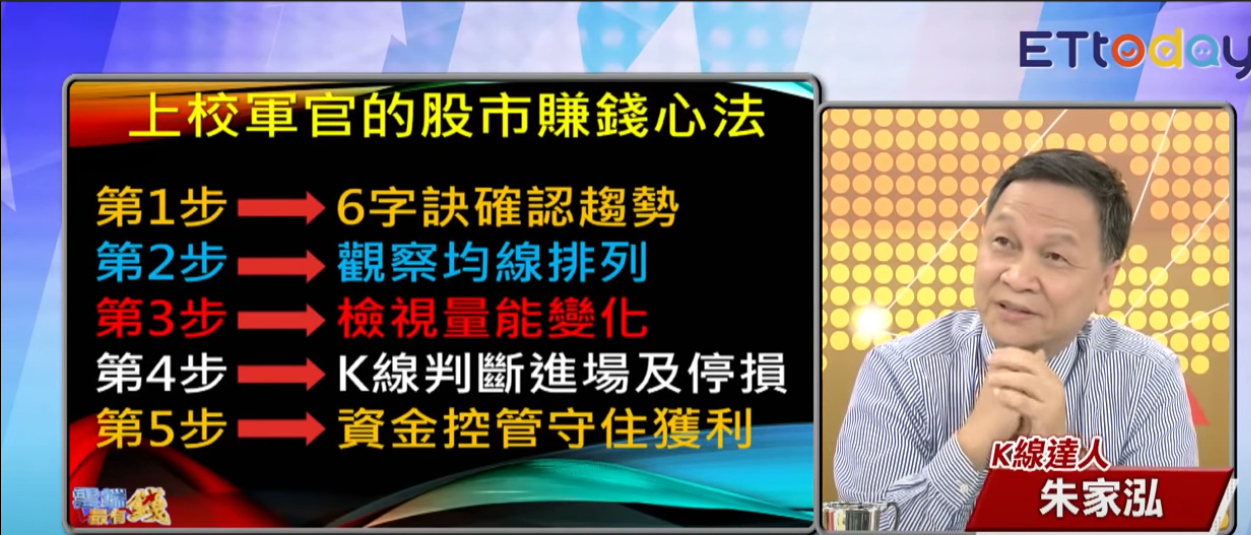 ETtoday
上校軍官的股市賺錢心法
第1步 6字訣確認趨勢
第2步 觀察均線排列
第3步 檢視量能變化
第4步 K線判斷進場及停損
第5步 資金控管守住獲利
雲端最有錢
K線達人
朱家泓